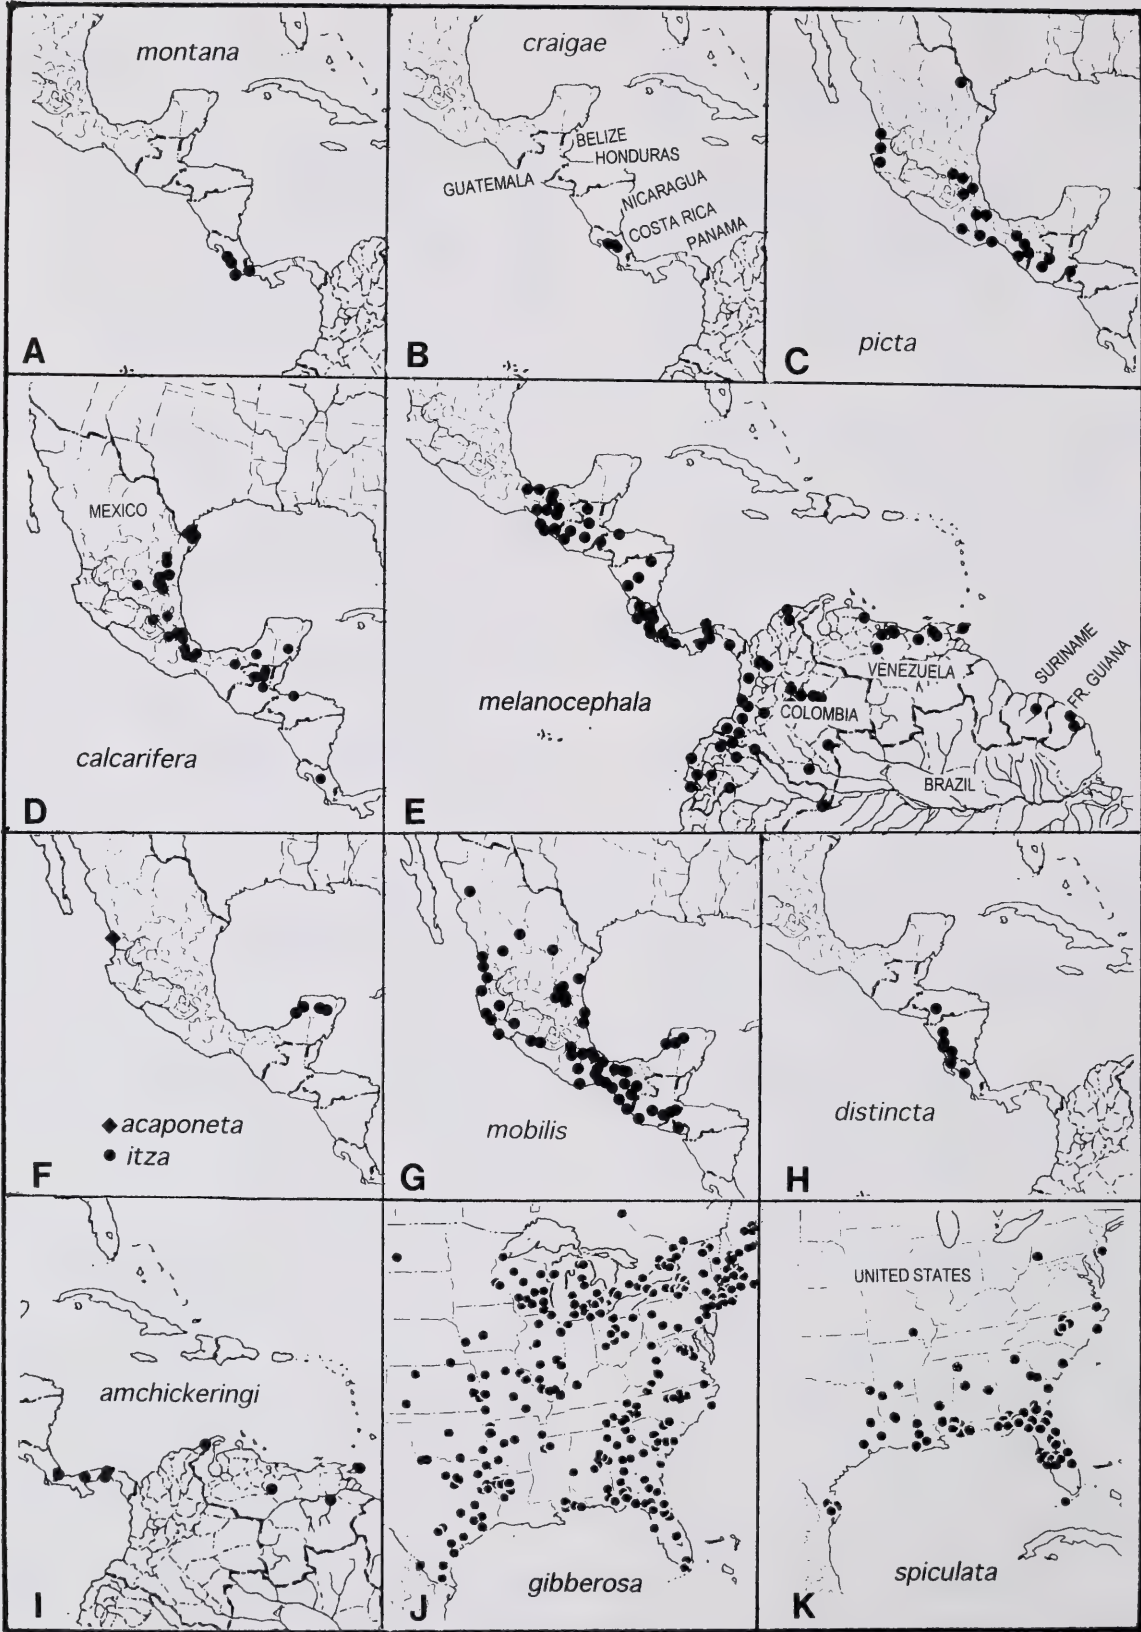 montana
A
craigae
BELIZE
HONDURAS
GUATEMALA
NICARAGUA
COSTA RICA
PANAMA
B
picta
C
MEXICO
calcarifera
D
melanocephala
VENEZUELA
COLOMBIA
SURINAME
FR. GUIANA
BRAZIL
E
acaponeta
itza
F
mobilis
G
distincta
H
amchickeringi
I
gibberosa
J
UNITED STATES
spiculata
K